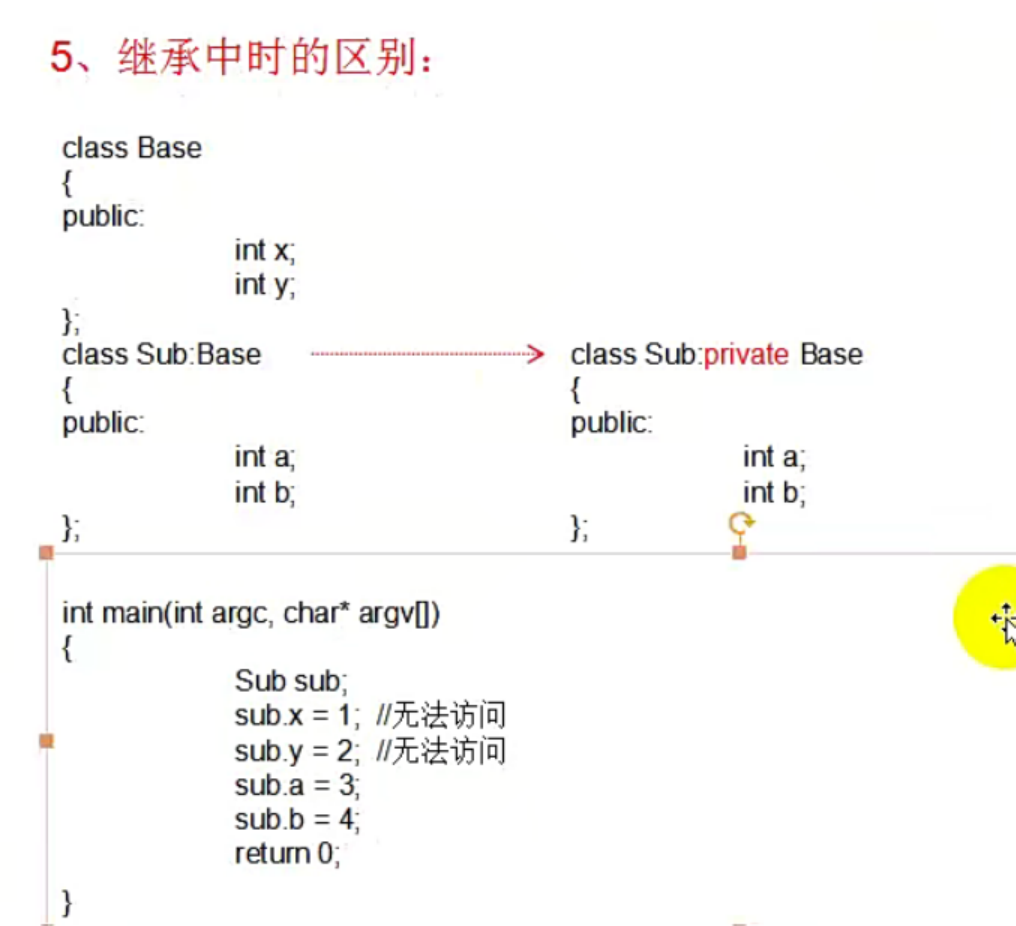 5、继承中时的区别：
class Base
{
public:
int x;
int y;
};
class Sub:Base
{
public:
int a;
int b;
};
class Sub:private Base
{
public:
int a;
int b;
};
int main(int argc, char* argv[])
{
Sub sub;
sub.x = 1; //无法访问
sub.y = 2; //无法访问
sub.a = 3;
sub.b = 4;
return 0;
}